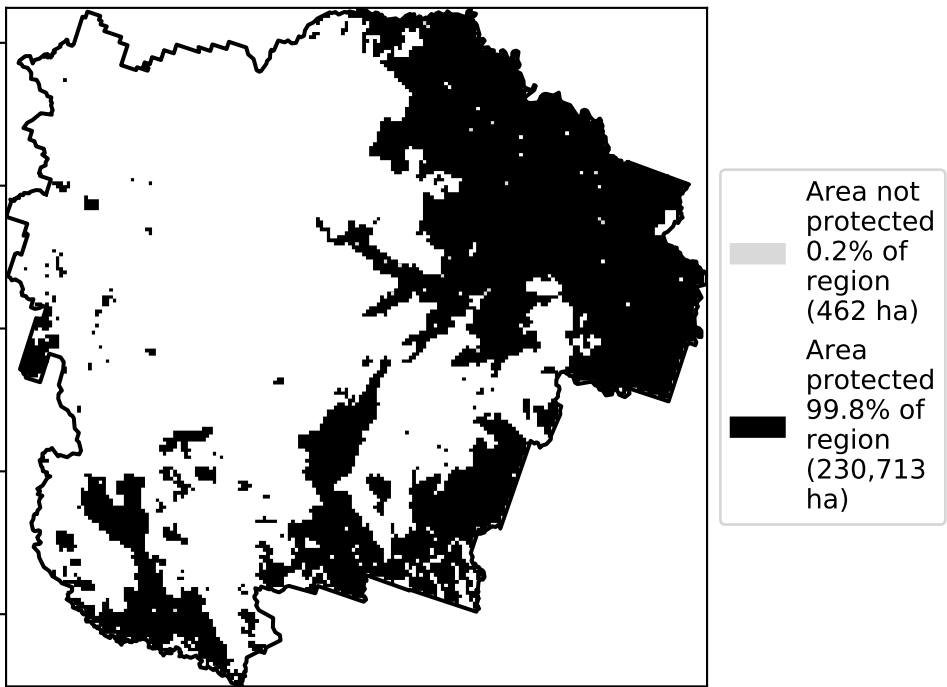 Area not
protected
0.2% of
region
(462 ha)
Area
protected
99.8% of
region
(230,713
ha)